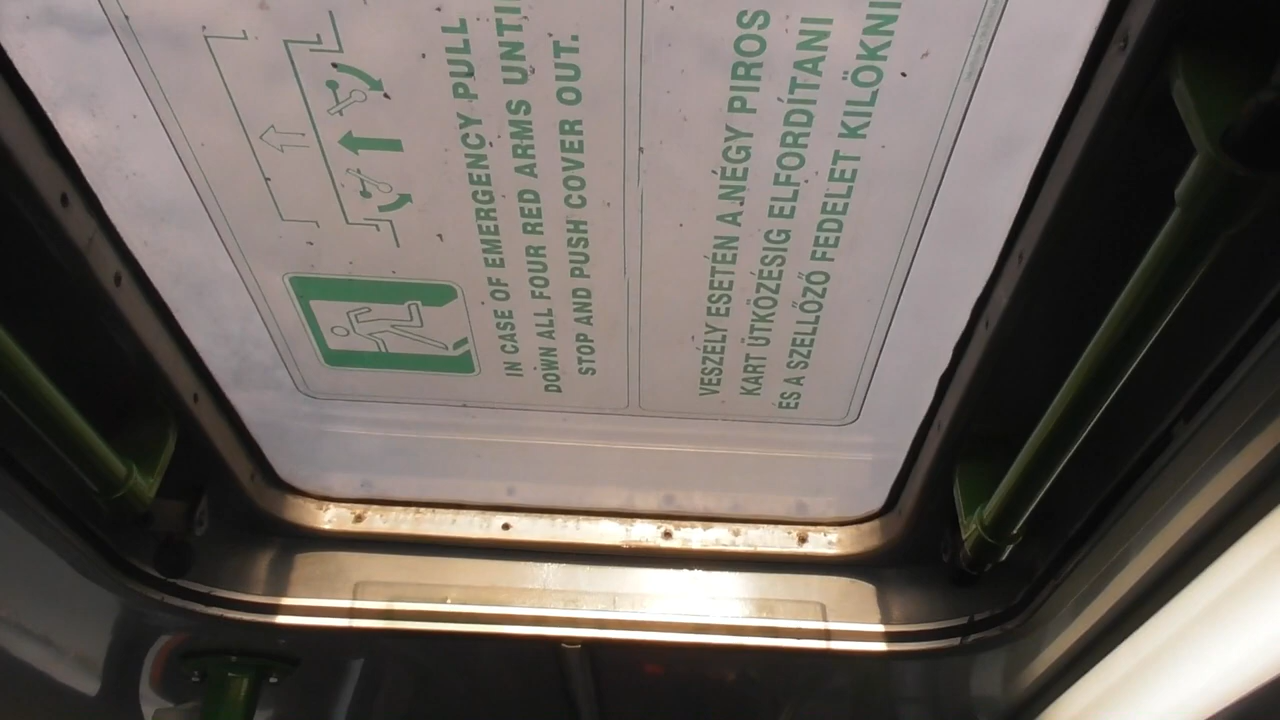 IN CASE OF EMERGENCY PULL
DOWN ALL FOUR RED ARMS UNTIL
STOP AND PUSH COVER OUT.
VESZÉLY ESETÉN A NÉGY PIROS
KART ÜTKÖZÉSIG ELFORDÍTANI
ÉS A SZELLŐZŐ FEDELET KILÖKNI